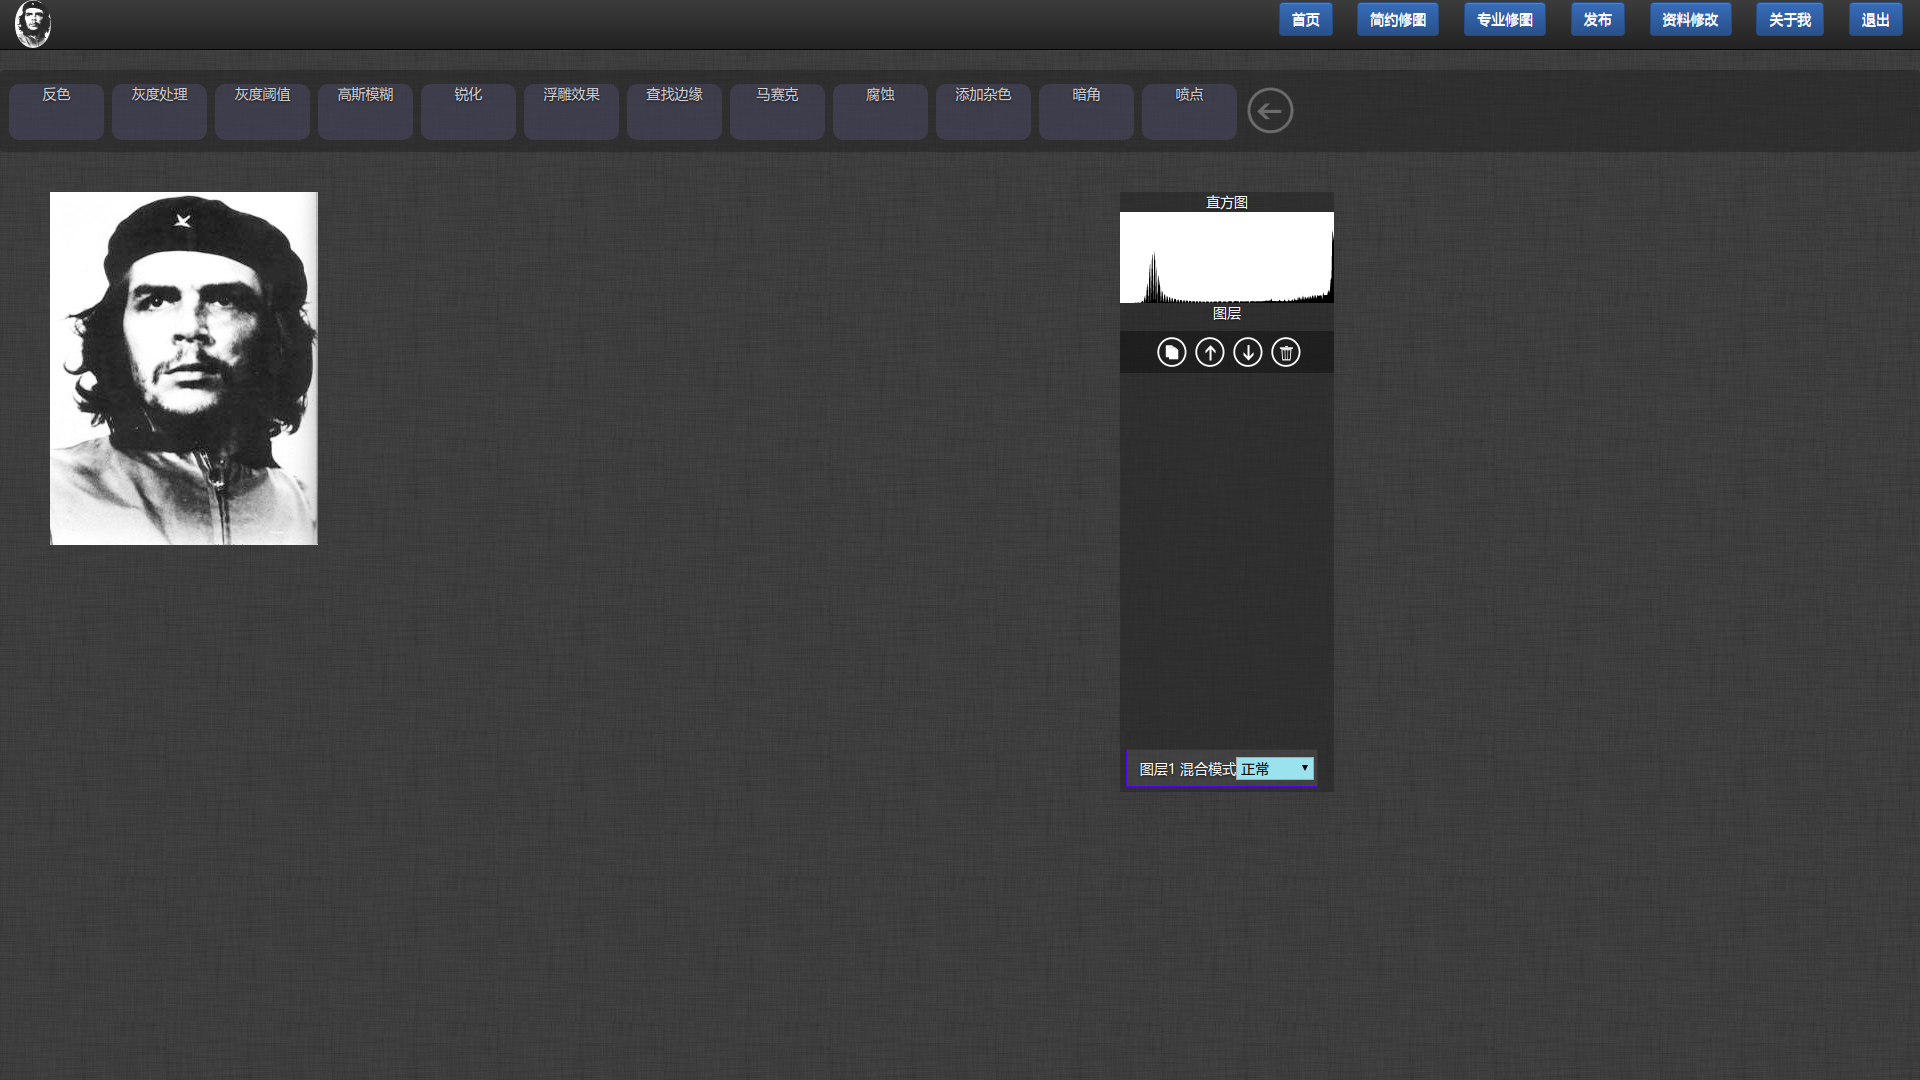 首页 简约修图 专业修图 发布 资料修改 关于我 退出
反色 灰度处理 灰度阈值 高斯模糊 锐化 浮雕效果 查找边缘 马赛克 腐蚀 添加杂色 暗角 喷点
直方图
图层
图层1 混合模式 正常